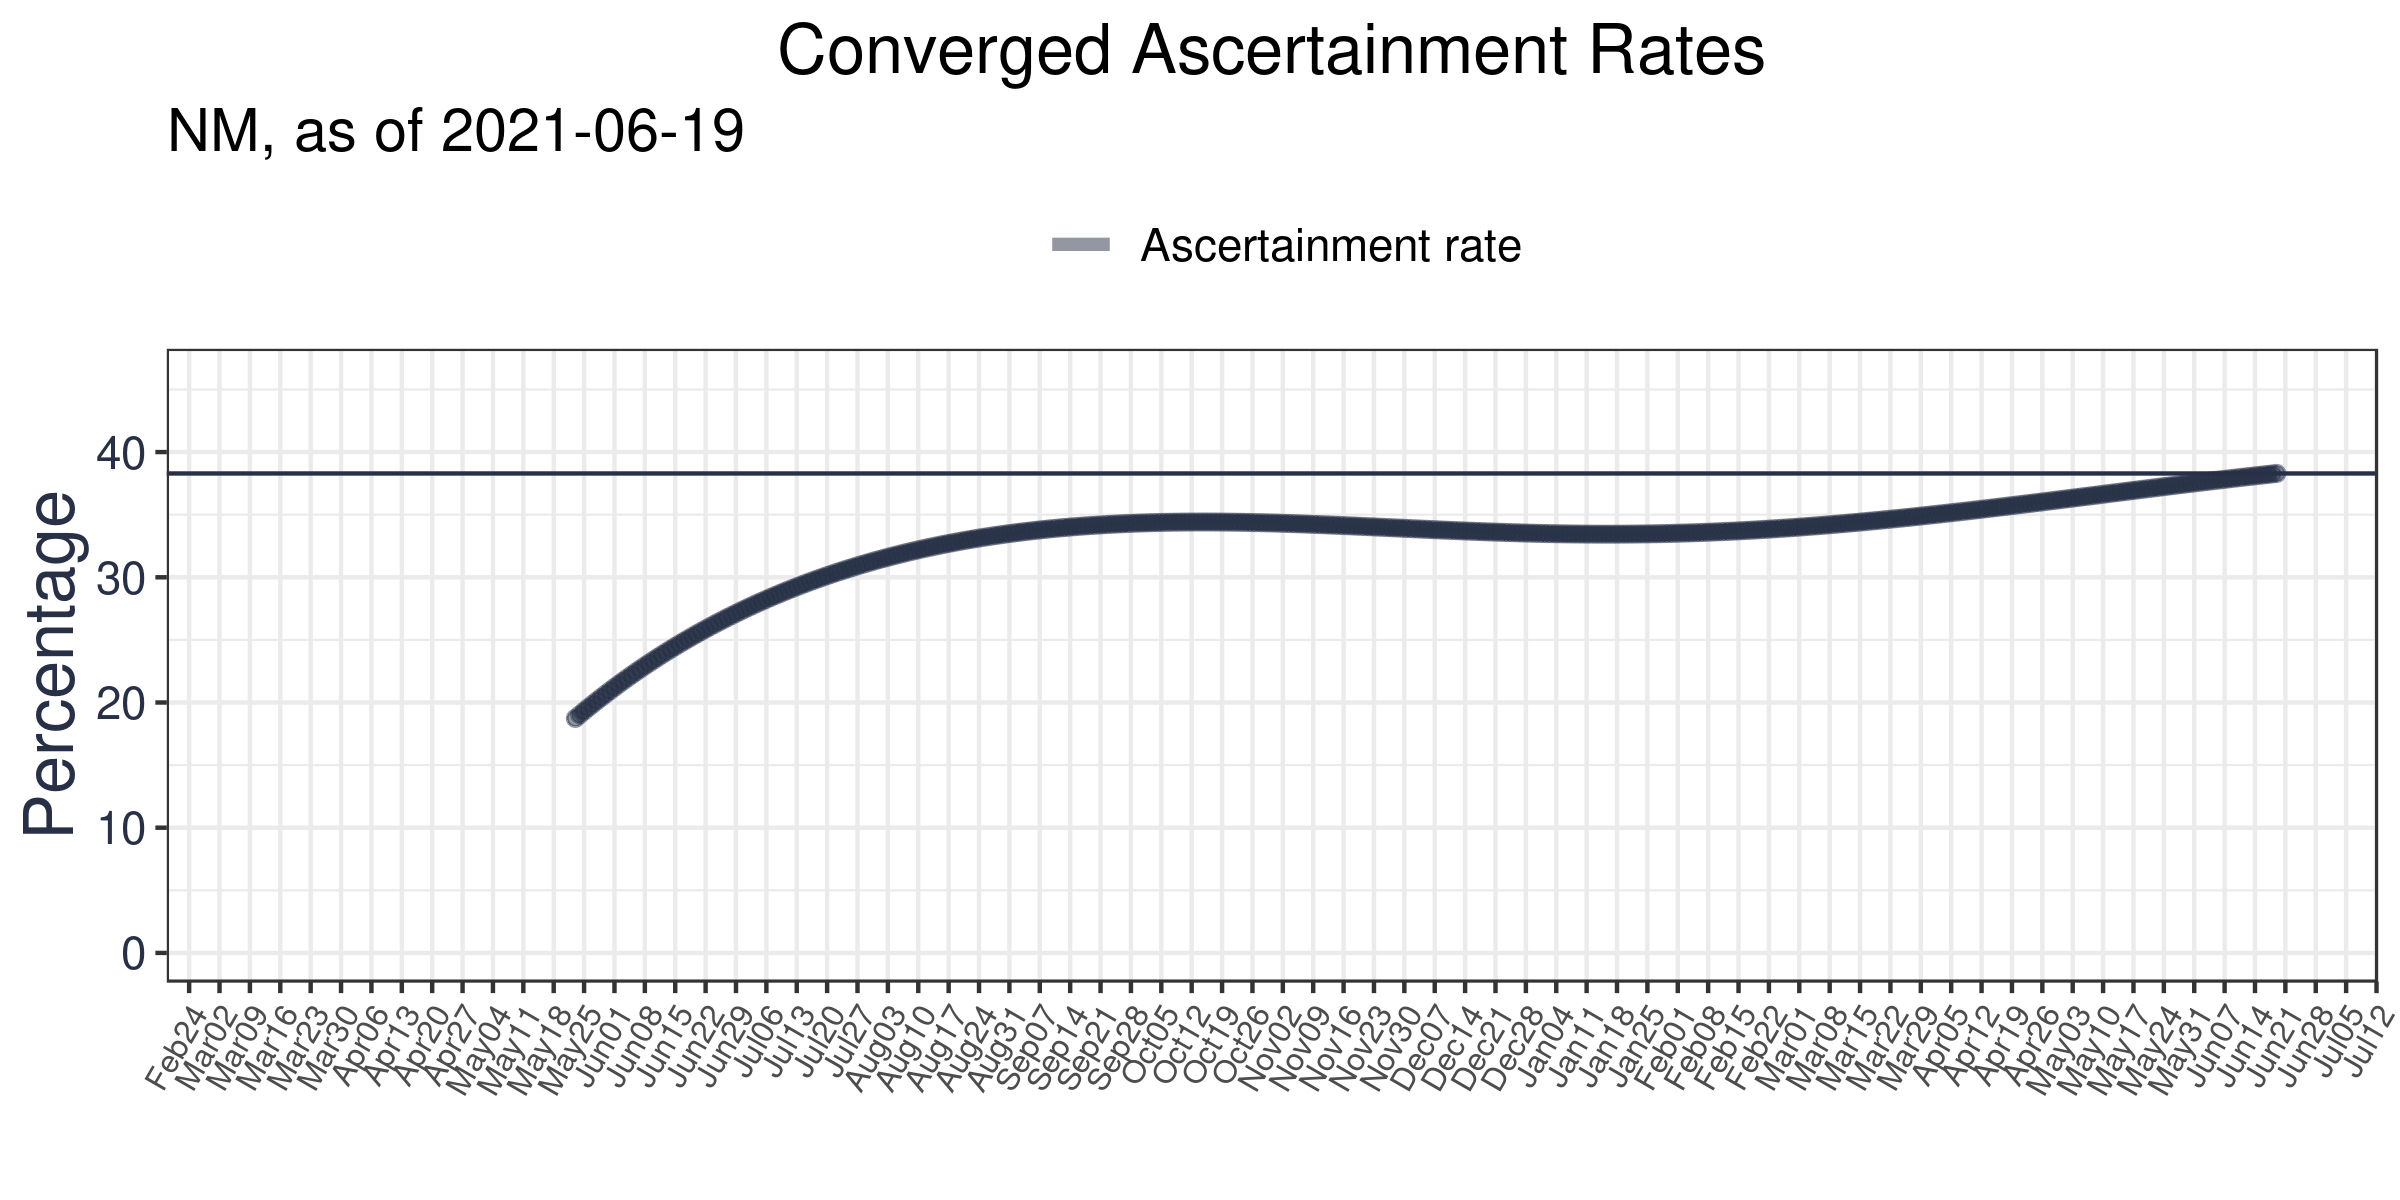 Converged Ascertainment Rates
NM, as of 2021-06-19
Ascertainment rate
Percentage
40
30
20
10
0
Feb24
Mar02
Mar09
Mar16
Mar23
Mar30
Apr06
Apr13
Apr20
Apr27
May04
May11
May18
May25
Jun01
Jun08
Jun15
Jun22
Jun29
Jul06
Jul13
Jul20
Jul27
Aug03
Aug10
Aug17
Aug24
Aug31
Sep07
Sep14
Sep21
Sep28
Oct05
Oct12
Oct19
Oct26
Nov02
Nov09
Nov16
Nov23
Nov30
Dec07
Dec14
Dec21
Dec28
Jan04
Jan11
Jan18
Jan25
Feb01
Feb08
Feb15
Feb22
Mar01
Mar08
Mar15
Mar22
Mar29
Apr05
Apr12
Apr19
Apr26
May03
May10
May17
May24
May31
Jun07
Jun14
Jun21
Jun28
Jul05
Jul12